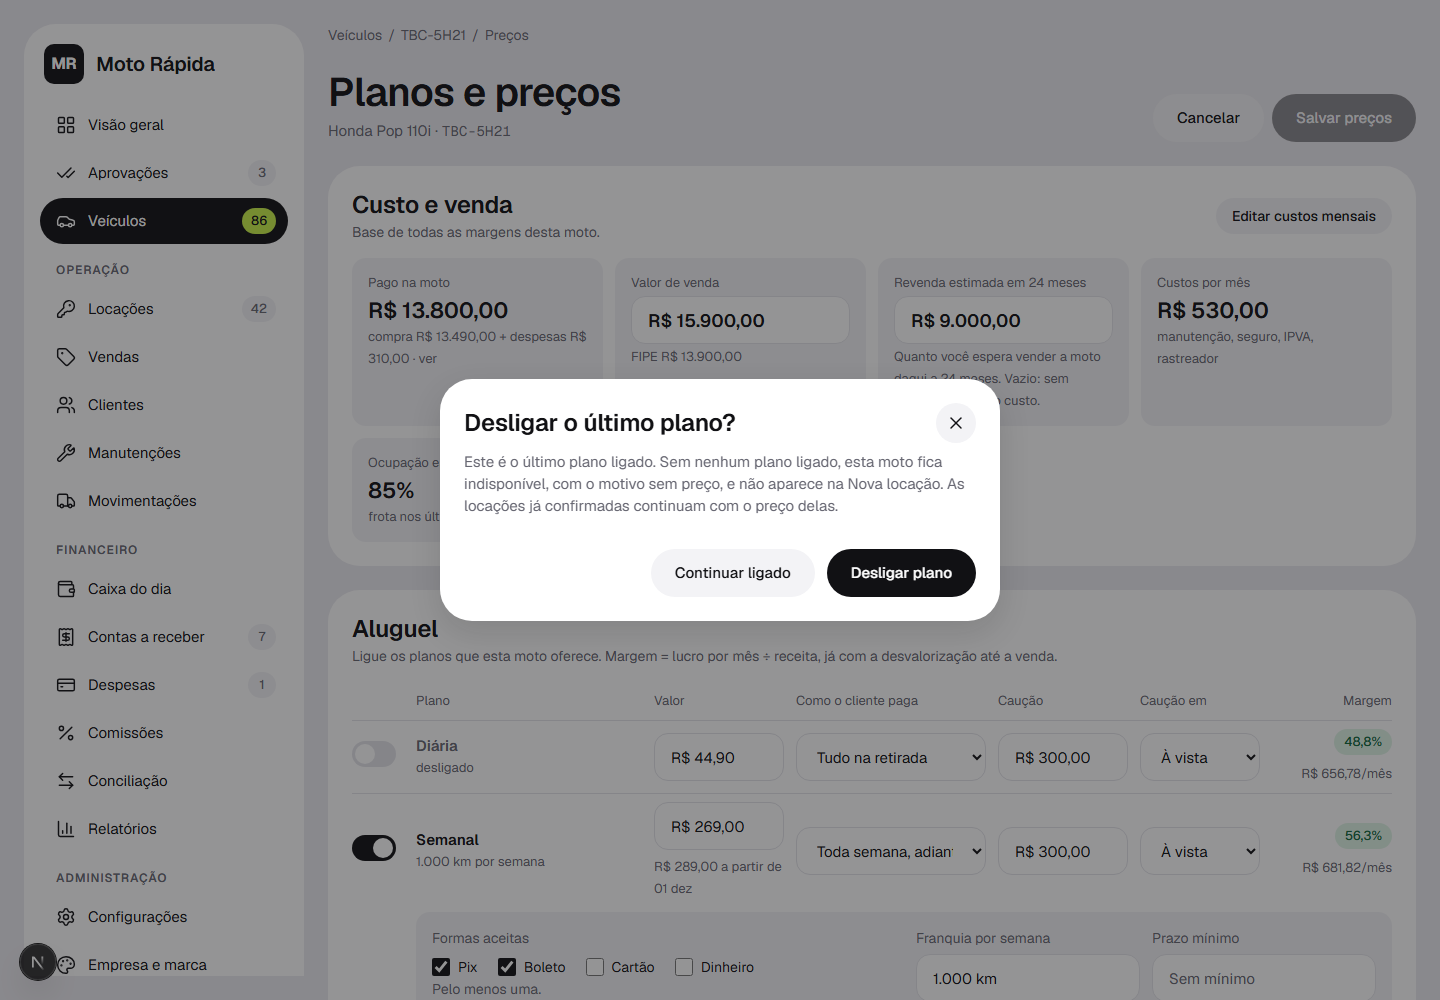 MR Moto Rápida
Visão geral
Aprovações 3
Veículos 86
OPERAÇÃO
Locações 42
Vendas
Clientes
Manutenções
Movimentações
FINANCEIRO
Caixa do dia
Contas a receber 7
Despesas 1
Comissões
Conciliação
Relatórios
ADMINISTRAÇÃO
Configurações
N Empresa e marca
Veículos / TBC-5H21 / Preços
Planos e preços
Honda Pop 110i · TBC-5H21
Cancelar
Salvar preços
Custo e venda
Base de todas as margens desta moto.
Editar custos mensais
Pago na moto
R$ 13.800,00
compra R$ 13.490,00 + despesas R$
310,00 · ver
Valor de venda
R$ 15.900,00
FIPE R$ 13.900,00
Revenda estimada em 24 meses
R$ 9.000,00
Quanto você espera vender a moto
daqui a 24 meses. Vazio: sem
custo.
Custos por mês
R$ 530,00
manutenção, seguro, IPVA,
rastreador
Ocupação e
85%
frota nos
Desligar o último plano?
Este é o último plano ligado. Sem nenhum plano ligado, esta moto fica
indisponível, com o motivo sem preço, e não aparece na Nova locação. As
locações já confirmadas continuam com o preço delas.
Continuar ligado
Desligar plano
Aluguel
Ligue os planos que esta moto oferece. Margem = lucro por mês ÷ receita, já com a desvalorização até a venda.
Plano Valor Como o cliente paga Caução Caução em Margem
Diária
desligado
R$ 44,90
Tudo na retirada
R$ 300,00
À vista
48,8%
R$ 656,78/mês
Semanal
1.000 km por semana
R$ 269,00
R$ 289,00 a partir de
01 dez
Toda semana, adian
R$ 300,00
À vista
56,3%
R$ 681,82/mês
Formas aceitas
Pix Boleto Cartão Dinheiro
Pelo menos uma.
Franquia por semana
1.000 km
Prazo mínimo
Sem mínimo